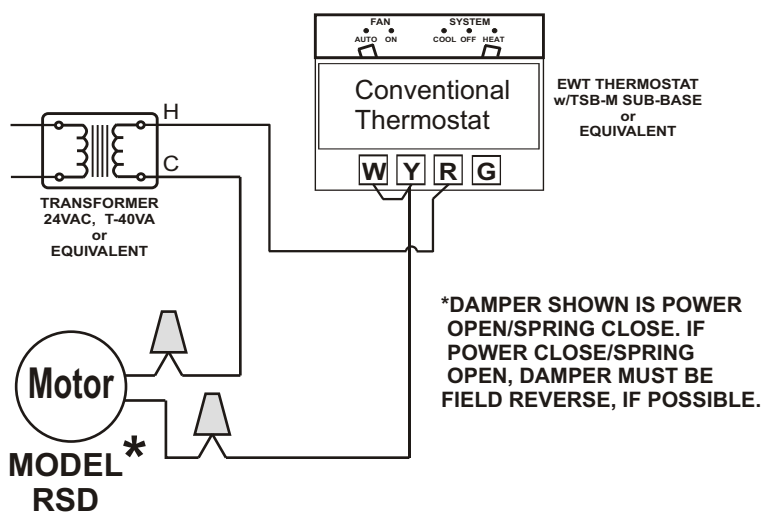 FAN SYSTEM
AUTO ON COOL OFF HEAT
Conventional
Thermostat
W Y R G
EWT THERMOSTAT
w/TSB-M SUB-BASE
or
EQUIVALENT
H
C
TRANSFORMER
24VAC, T-40VA
or
EQUIVALENT
*DAMPER SHOWN IS POWER
OPEN/SPRING CLOSE. IF
POWER CLOSE/SPRING
OPEN, DAMPER MUST BE
FIELD REVERSE, IF POSSIBLE.
Motor
MODEL*
RSD